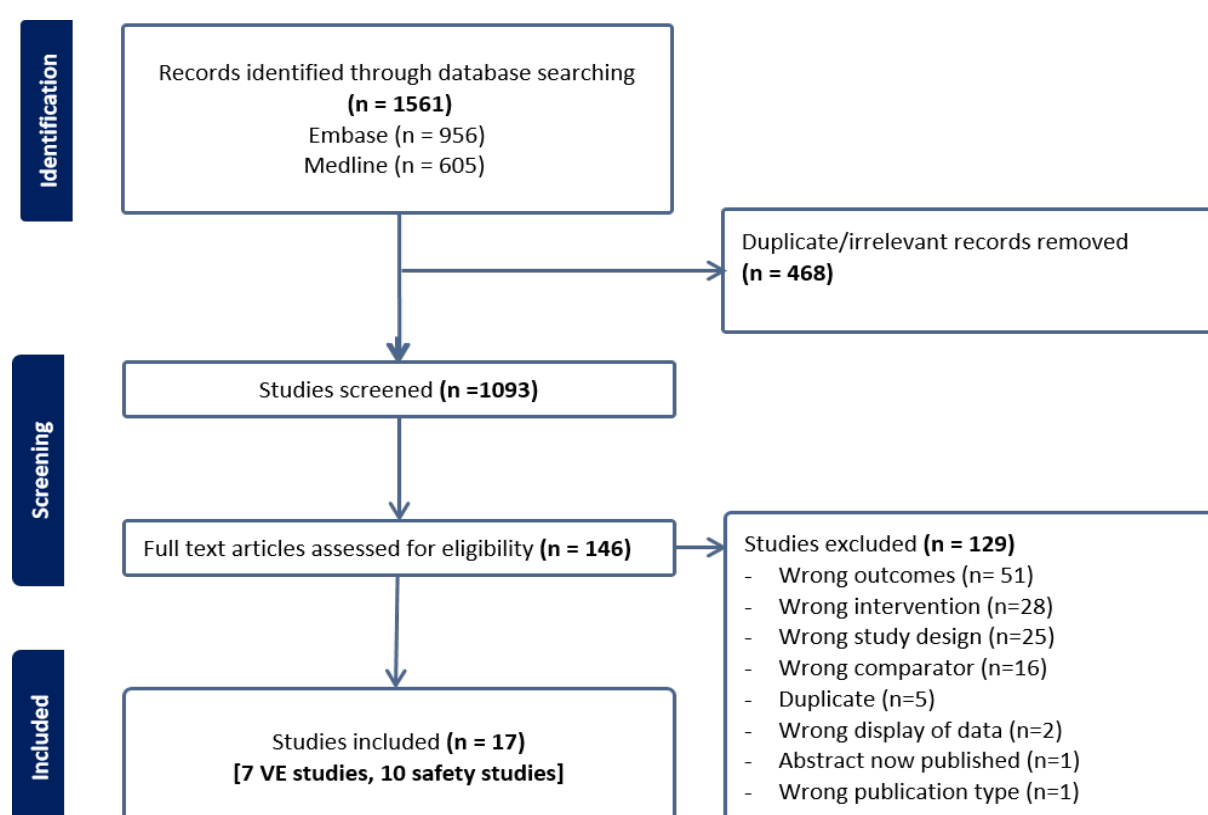 Identification
Records identified through database searching
(n = 1561)
Embase (n = 956)
Medline (n = 605)
Duplicate/irrelevant records removed
(n = 468)
Screening
Studies screened (n =1093)
Full text articles assessed for eligibility (n = 146)
Studies excluded (n = 129)
- Wrong outcomes (n= 51)
- Wrong intervention (n=28)
- Wrong study design (n=25)
- Wrong comparator (n=16)
- Duplicate (n=5)
- Wrong display of data (n=2)
- Abstract now published (n=1)
- Wrong publication type (n=1)
Included
Studies included (n = 17)
[7 VE studies, 10 safety studies]